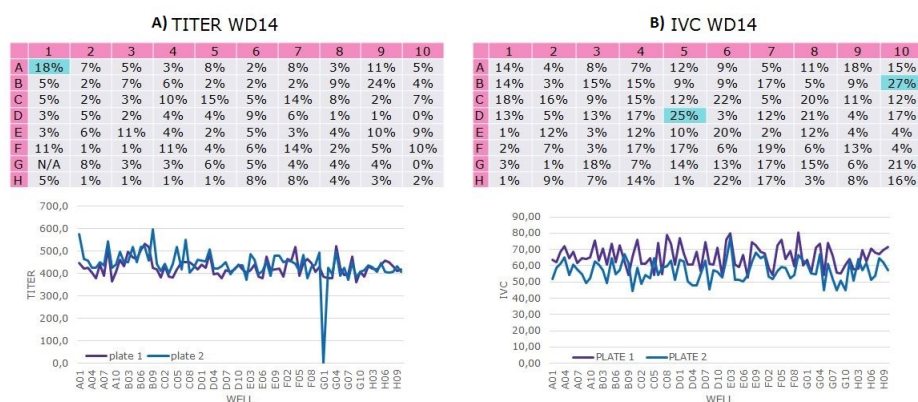 A) TITER WD14
1 2 3 4 5 6 7 8 9 10
A 18% 7% 5% 3% 8% 2% 8% 3% 11% 5%
B 5% 2% 7% 6% 2% 2% 2% 9% 24% 4%
C 5% 2% 3% 10% 15% 5% 14% 8% 2% 7%
D 3% 5% 2% 4% 4% 9% 6% 1% 1% 0%
E 3% 6% 11% 4% 2% 5% 3% 4% 10% 9%
F 11% 1% 1% 11% 4% 6% 14% 2% 5% 10%
G N/A 8% 3% 3% 6% 5% 4% 4% 4% 0%
H 5% 1% 1% 1% 1% 8% 8% 4% 3% 2%
700,0
600,0
500,0
400,0
300,0
200,0
100,0
0,0
TITER
plate 1 plate 2
A01 A04 A07 A10 B03 B06 B09 C02 C05 C08 D01 D04 D07 D10 E03 E06 E09 F02 F05 F08 G01 G04 G07 G10 H03 H06 H09
WELL
B) IVC WD14
1 2 3 4 5 6 7 8 9 10
A 14% 4% 8% 7% 12% 9% 5% 11% 18% 15%
B 14% 3% 15% 15% 9% 9% 17% 5% 9% 27%
C 18% 16% 9% 15% 12% 22% 5% 20% 11% 12%
D 13% 5% 13% 17% 25% 3% 12% 21% 4% 17%
E 1% 12% 3% 12% 10% 20% 2% 12% 4% 4%
F 2% 7% 3% 17% 17% 6% 19% 6% 13% 4%
G 3% 1% 18% 7% 14% 13% 17% 15% 6% 21%
H 1% 9% 7% 14% 1% 22% 17% 3% 8% 16%
90,00
80,00
70,00
60,00
50,00
40,00
30,00
20,00
10,00
0,00
IVC
PLATE 1 PLATE 2
A01 A04 A07 A10 B03 B06 B09 C02 C05 C08 D01 D04 D07 D10 E03 E06 E09 F02 F05 F08 G01 G04 G07 G10 H03 H06 H09
WELL